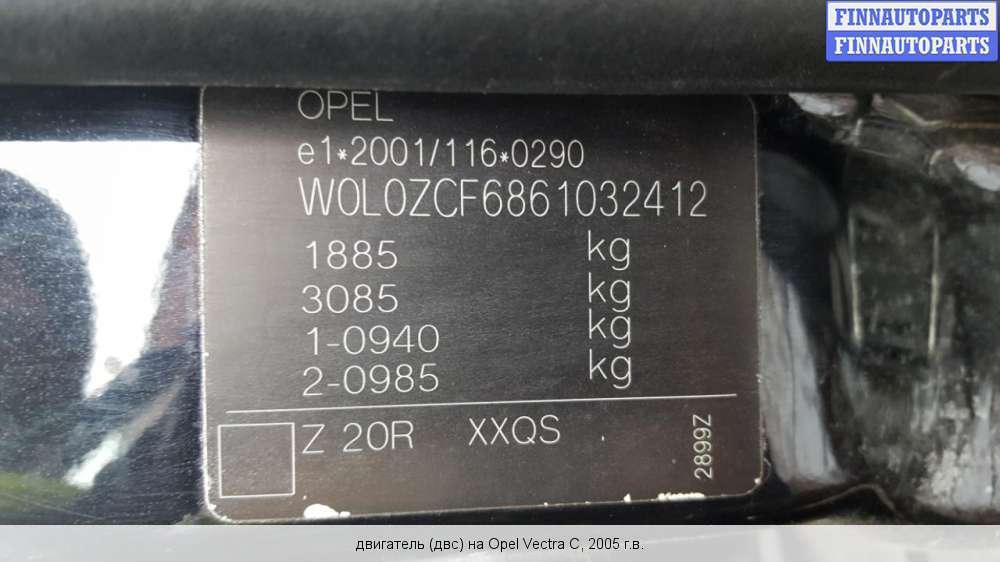 FINNAUTOPARTS
FINNAUTOPARTS
OPEL
e1*2001/116*0290
W0L0ZCF6861032412
1885 kg
3085 kg
1-0940 kg
2-0985 kg
Z 20R XXQS
2899Z
двигатель (двс) на Opel Vectra C, 2005 г.в.